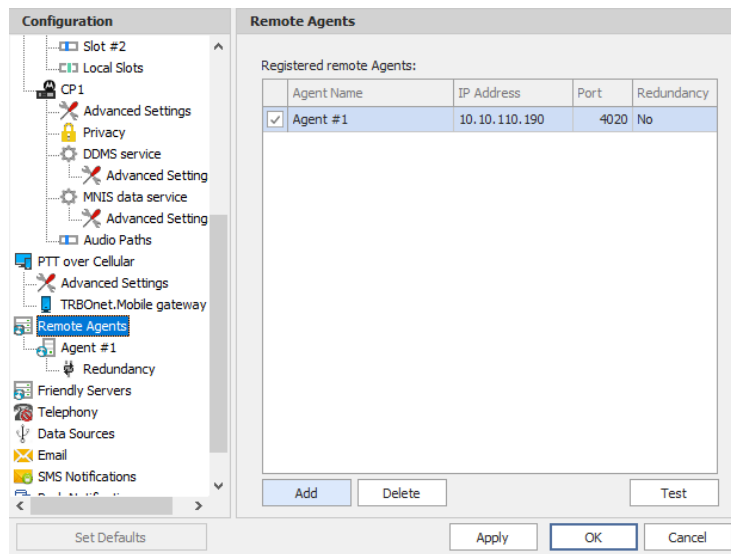 Configuration
Slot #2
Local Slots
CP1
Advanced Settings
Privacy
DDMS service
Advanced Setting
MNIS data service
Advanced Setting
Audio Paths
PTT over Cellular
Advanced Settings
TRBOnet.Mobile gateway
Remote Agents
Agent #1
Redundancy
Friendly Servers
Telephony
Data Sources
Email
SMS Notifications
Set Defaults
Remote Agents
Registered remote Agents:
Agent Name IP Address Port Redundancy
Agent #1 10.10.110.190 4020 No
Add Delete Test
Apply OK Cancel